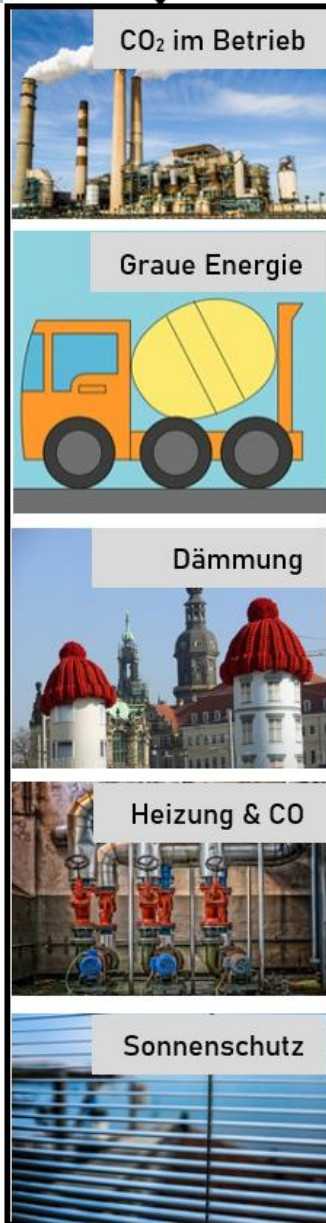 CO₂ im Betrieb
Graue Energie
Dämmung
Heizung & CO
Sonnenschutz